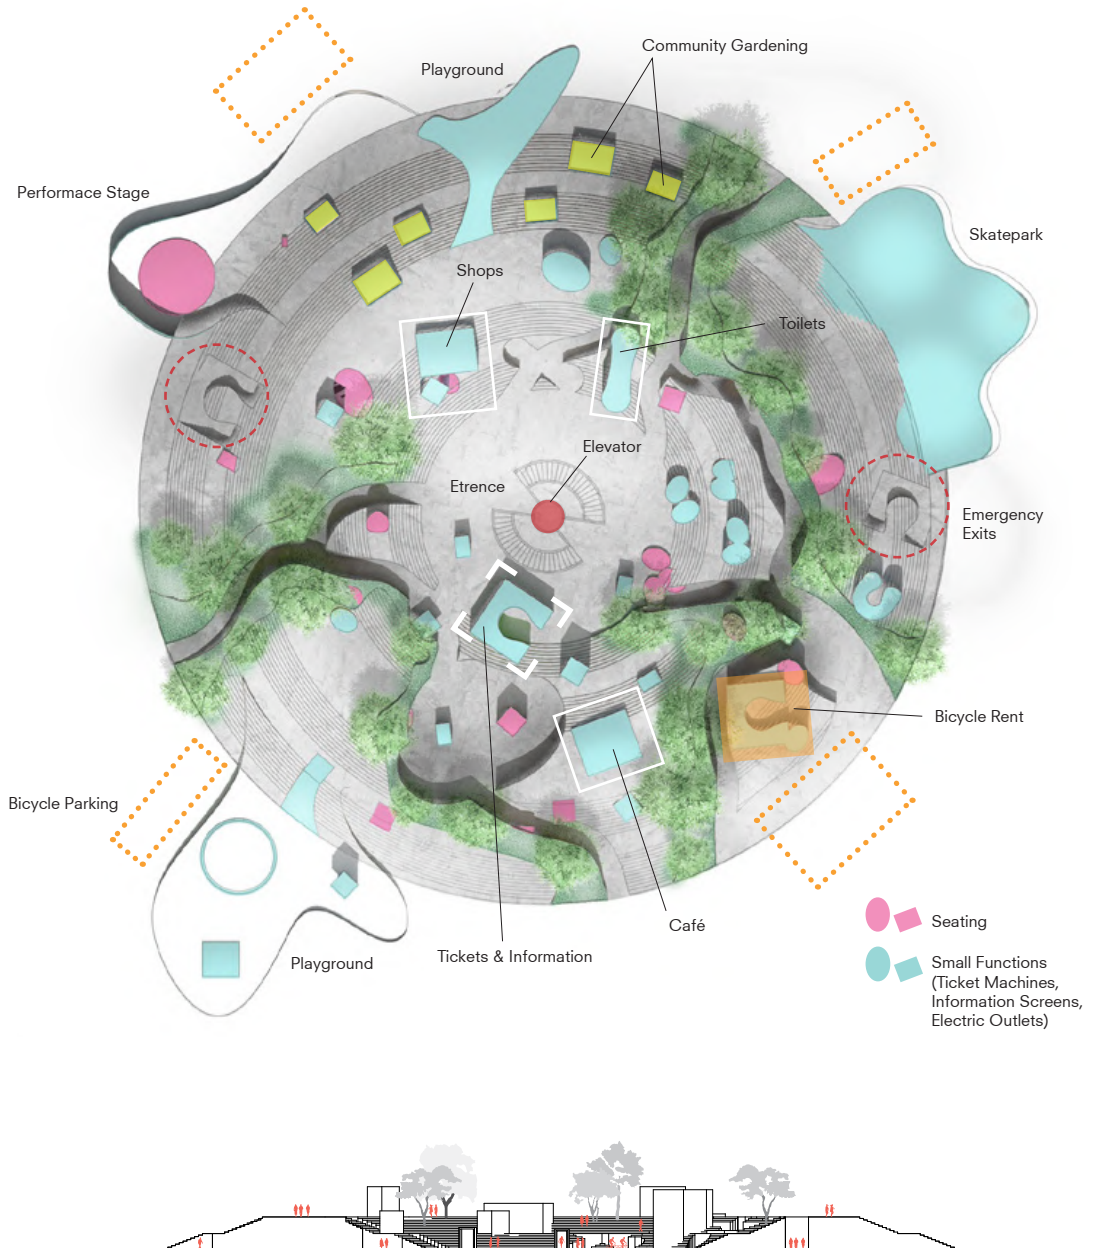 Community Gardening
Playground
Performace Stage
Skatepark
Shops
Toilets
Elevator
Etrence
Emergency
Exits
Bicycle Rent
Bicycle Parking
Café
Seating
Tickets & Information
Playground
Small Functions
(Ticket Machines,
Information Screens,
Electric Outlets)